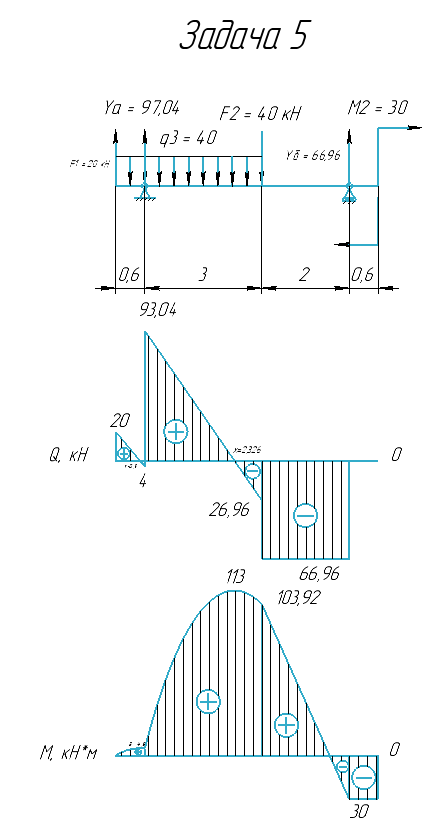 Задача 5
Ya = 97,04
F2 = 40 кН
M2 = 30
q3 = 40
F1 = 20 кН
Yб = 66,96
0,6
3
2
0,6
93,04
20
Q, кН
x=2.326
0
4
26,96
66,96
113
103,92
M, кН*м
0
30